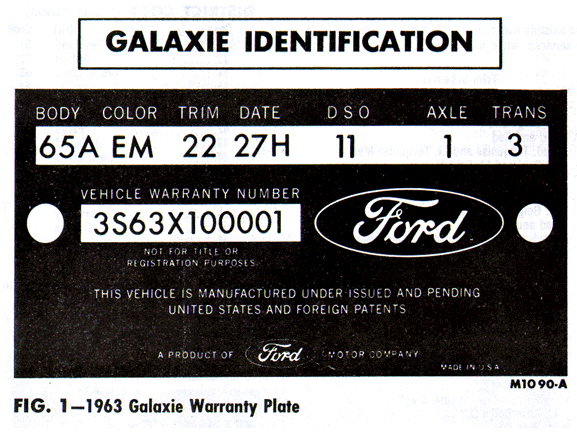 GALAXIE IDENTIFICATION
BODY COLOR TRIM DATE DSO AXLE TRANS
65A EM 22 27H 11 1 3
VEHICLE WARRANTY NUMBER
3S63X100001
Ford
NOT FOR TITLE OR
REGISTRATION PURPOSES.
THIS VEHICLE IS MANUFACTURED UNDER ISSUED AND PENDING
UNITED STATES AND FOREIGN PATENTS
A PRODUCT OF Ford MOTOR COMPANY
MADE IN U.S.A.
M1090-A
FIG. 1—1963 Galaxie Warranty Plate